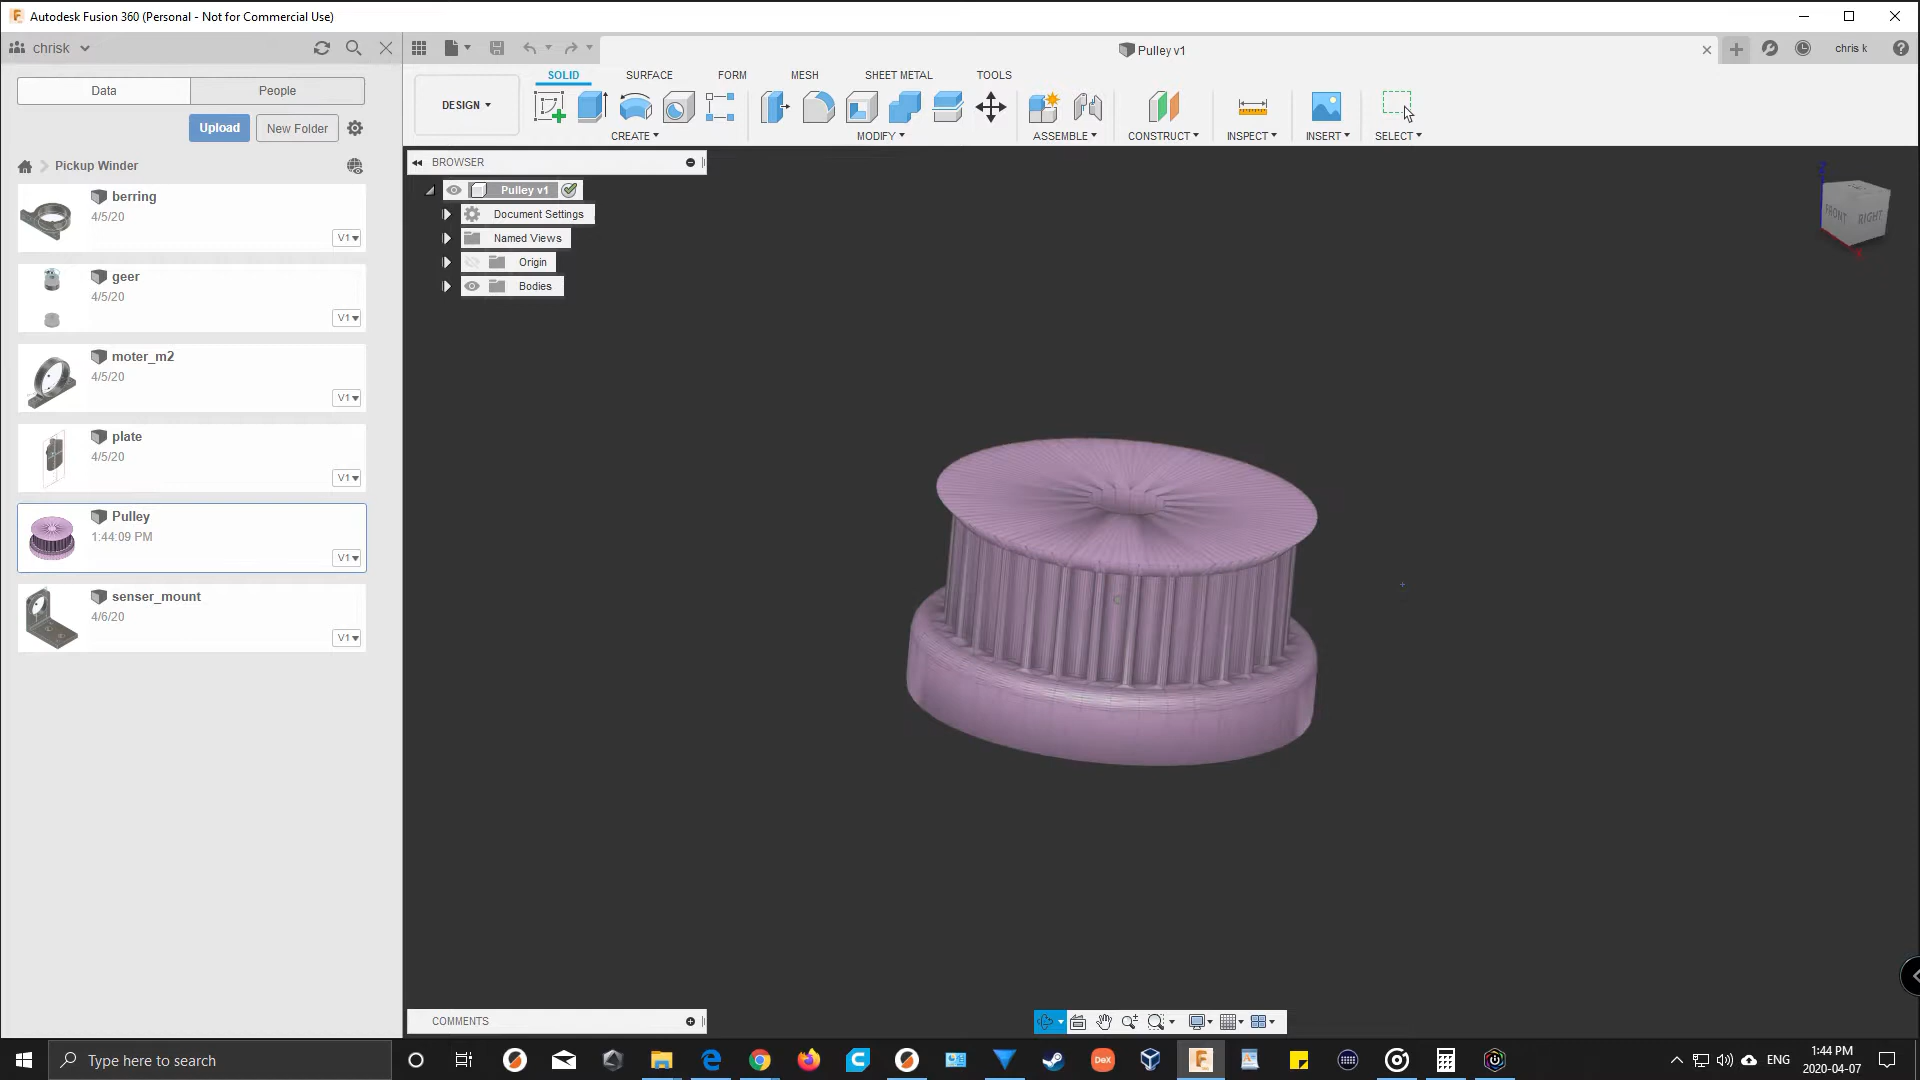 Autodesk Fusion 360 (Personal - Not for Commercial Use)
chrisk
Pulley v1
chris k
Data
People
Upload
New Folder
Pickup Winder
berring
4/5/20
V1
geer
4/5/20
V1
moter_m2
4/5/20
V1
plate
4/5/20
V1
Pulley
1:44:09 PM
V1
senser_mount
4/6/20
V1
DESIGN
SOLID
SURFACE
FORM
MESH
SHEET METAL
TOOLS
CREATE
MODIFY
ASSEMBLE
CONSTRUCT
INSPECT
INSERT
SELECT
BROWSER
Pulley v1
Document Settings
Named Views
Origin
Bodies
FRONT
RIGHT
COMMENTS
Type here to search
DeX
ENG
1:44 PM
2020-04-07